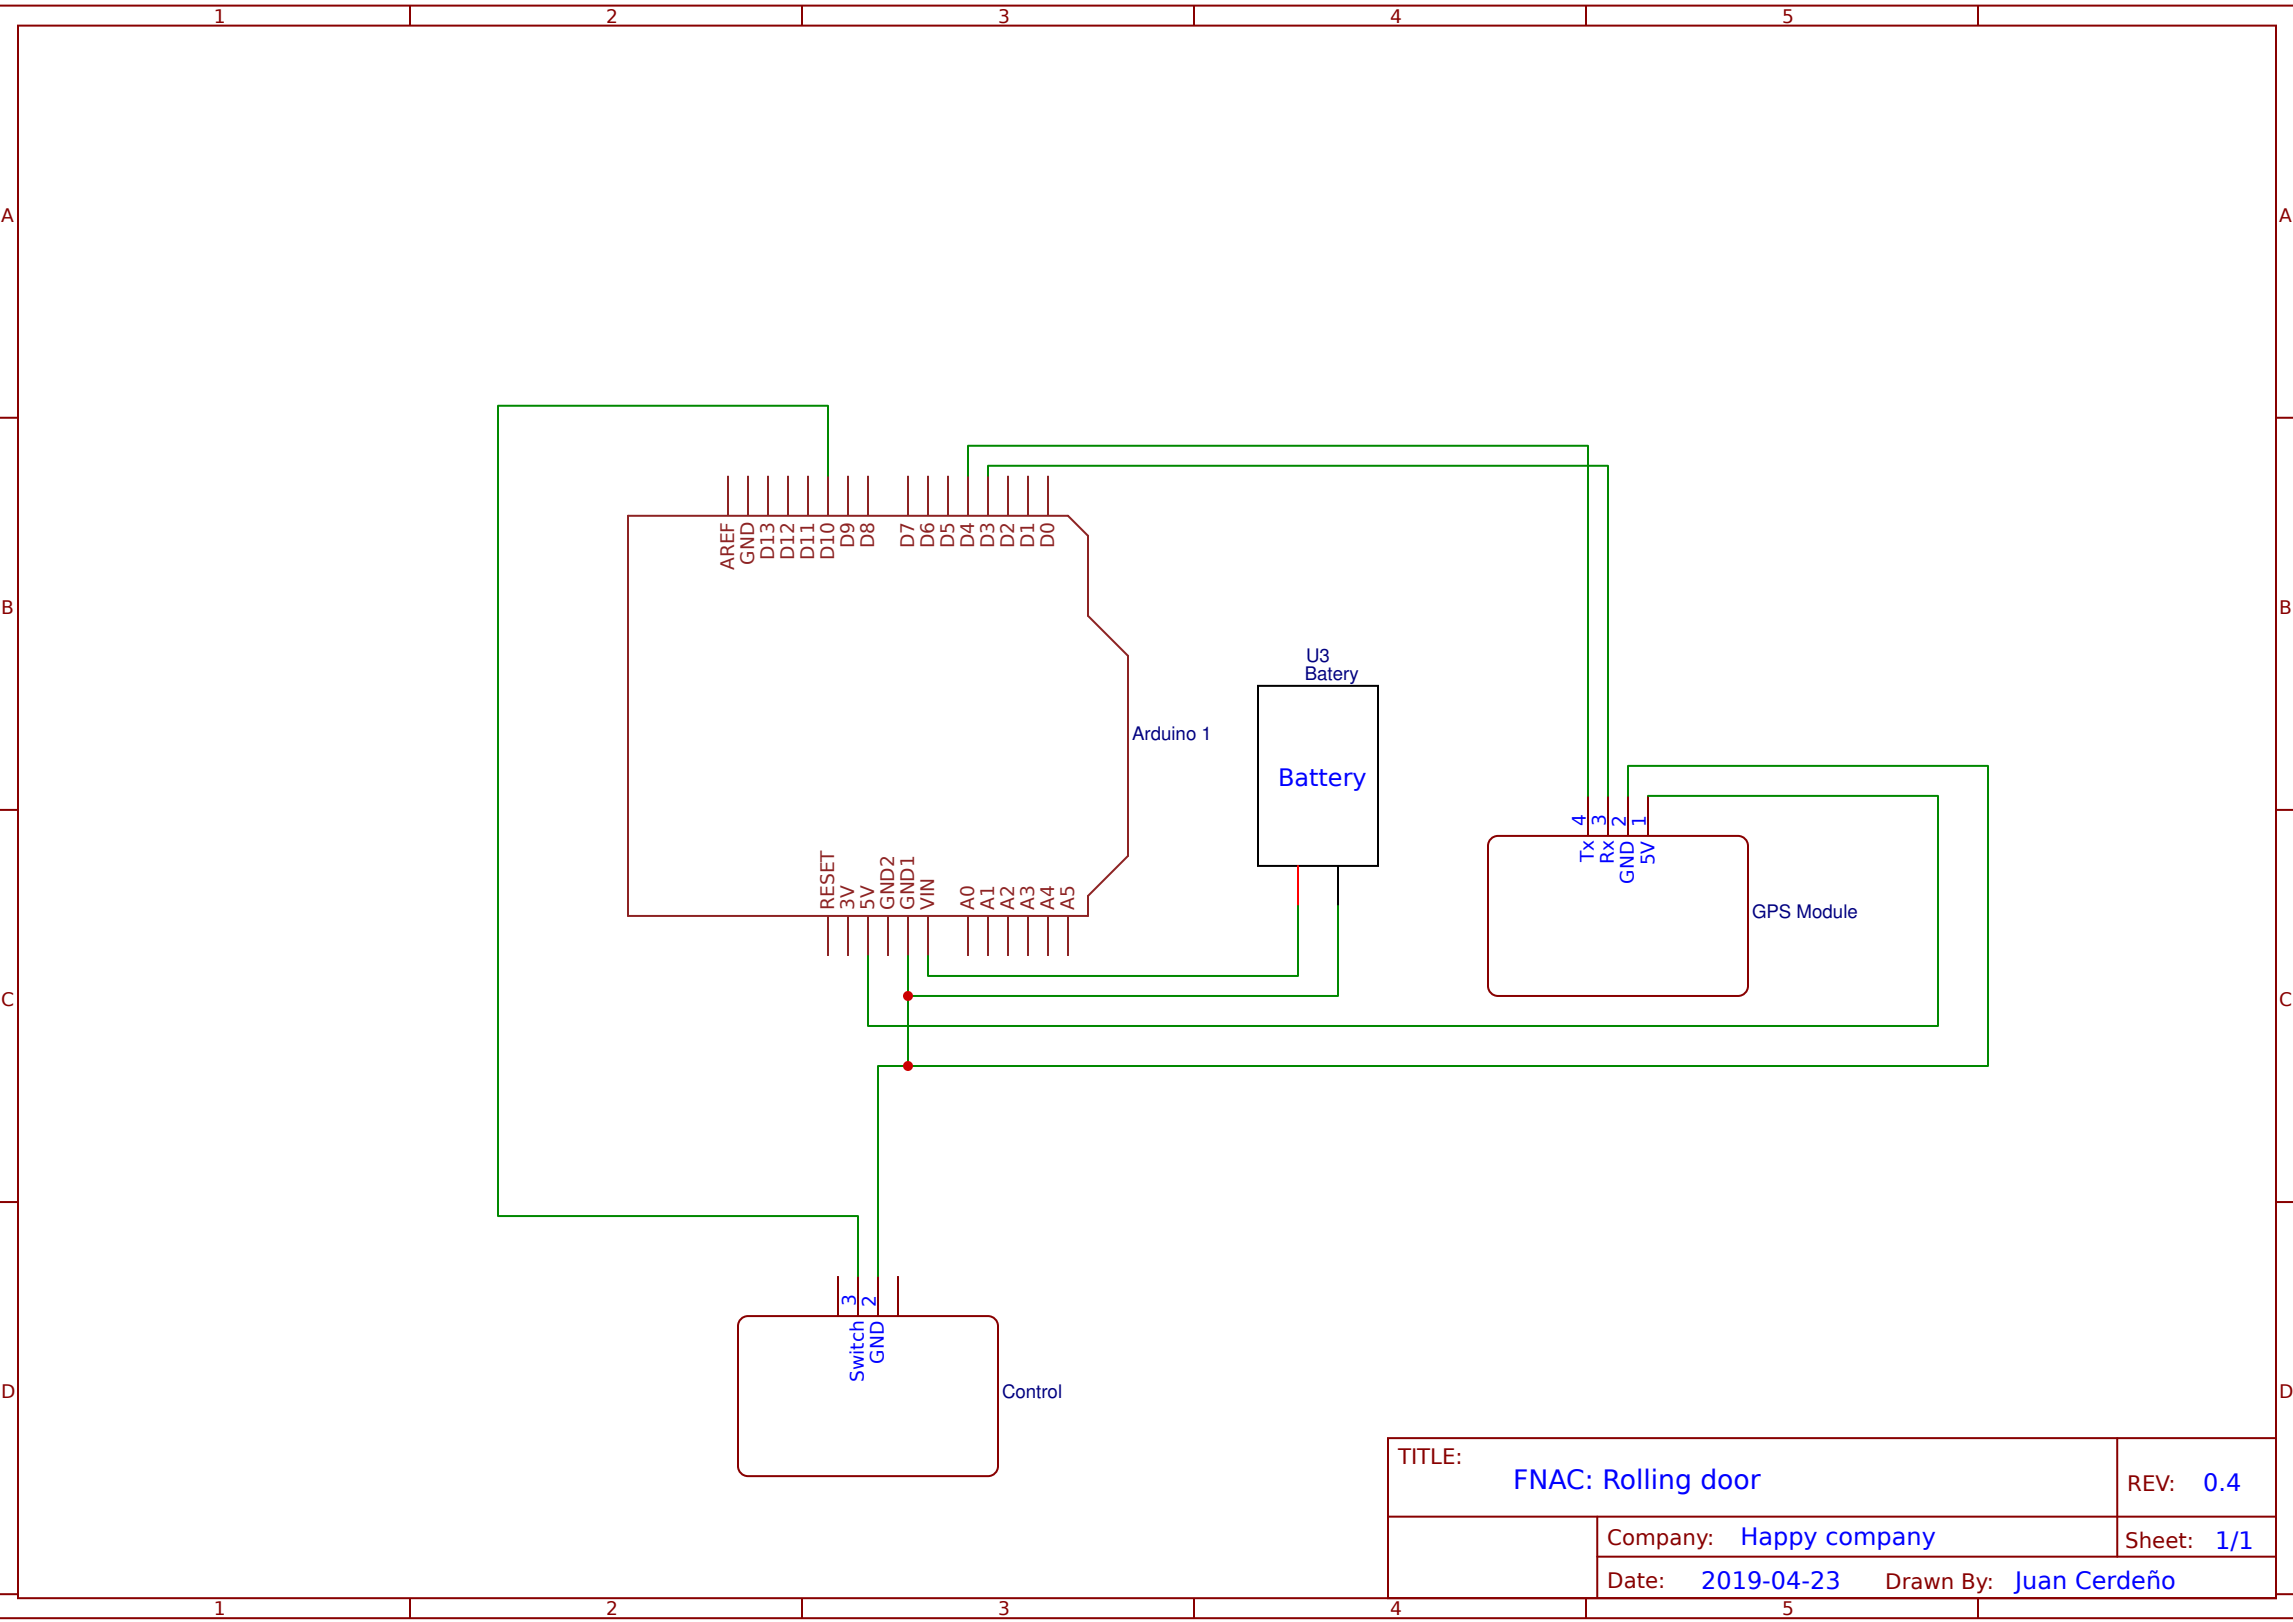 1 2 3 4 5
A A
AREF GND D13 D12 D11 D10 D9 D8 D7 D6 D5 D4 D3 D2 D1 D0
B B
U3
Batery
Arduino 1
Battery
4 3 2 1
Tx Rx GND 5V
RESET 3V 5V GND2 GND1 VIN A0 A1 A2 A3 A4 A5
GPS Module
C C
3 2
Switch GND
Control
D D
TITLE:
FNAC: Rolling door
REV: 0.4
Company: Happy company
Sheet: 1/1
Date: 2019-04-23 Drawn By: Juan Cerdeño
1 2 3 4 5